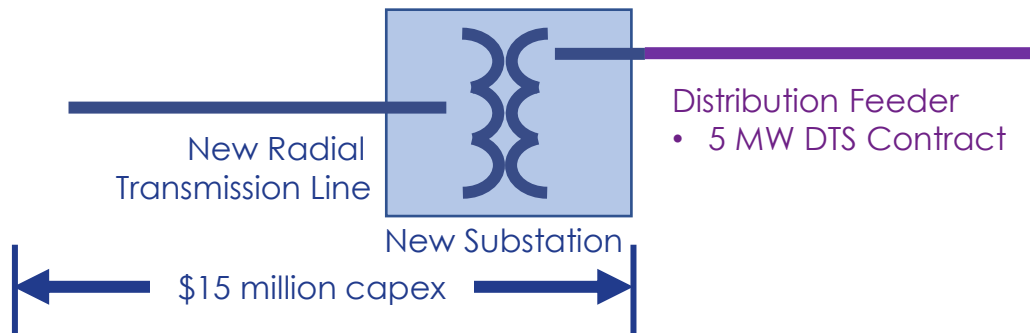 Distribution Feeder
• 5 MW DTS Contract
New Radial
Transmission Line
New Substation
$15 million capex